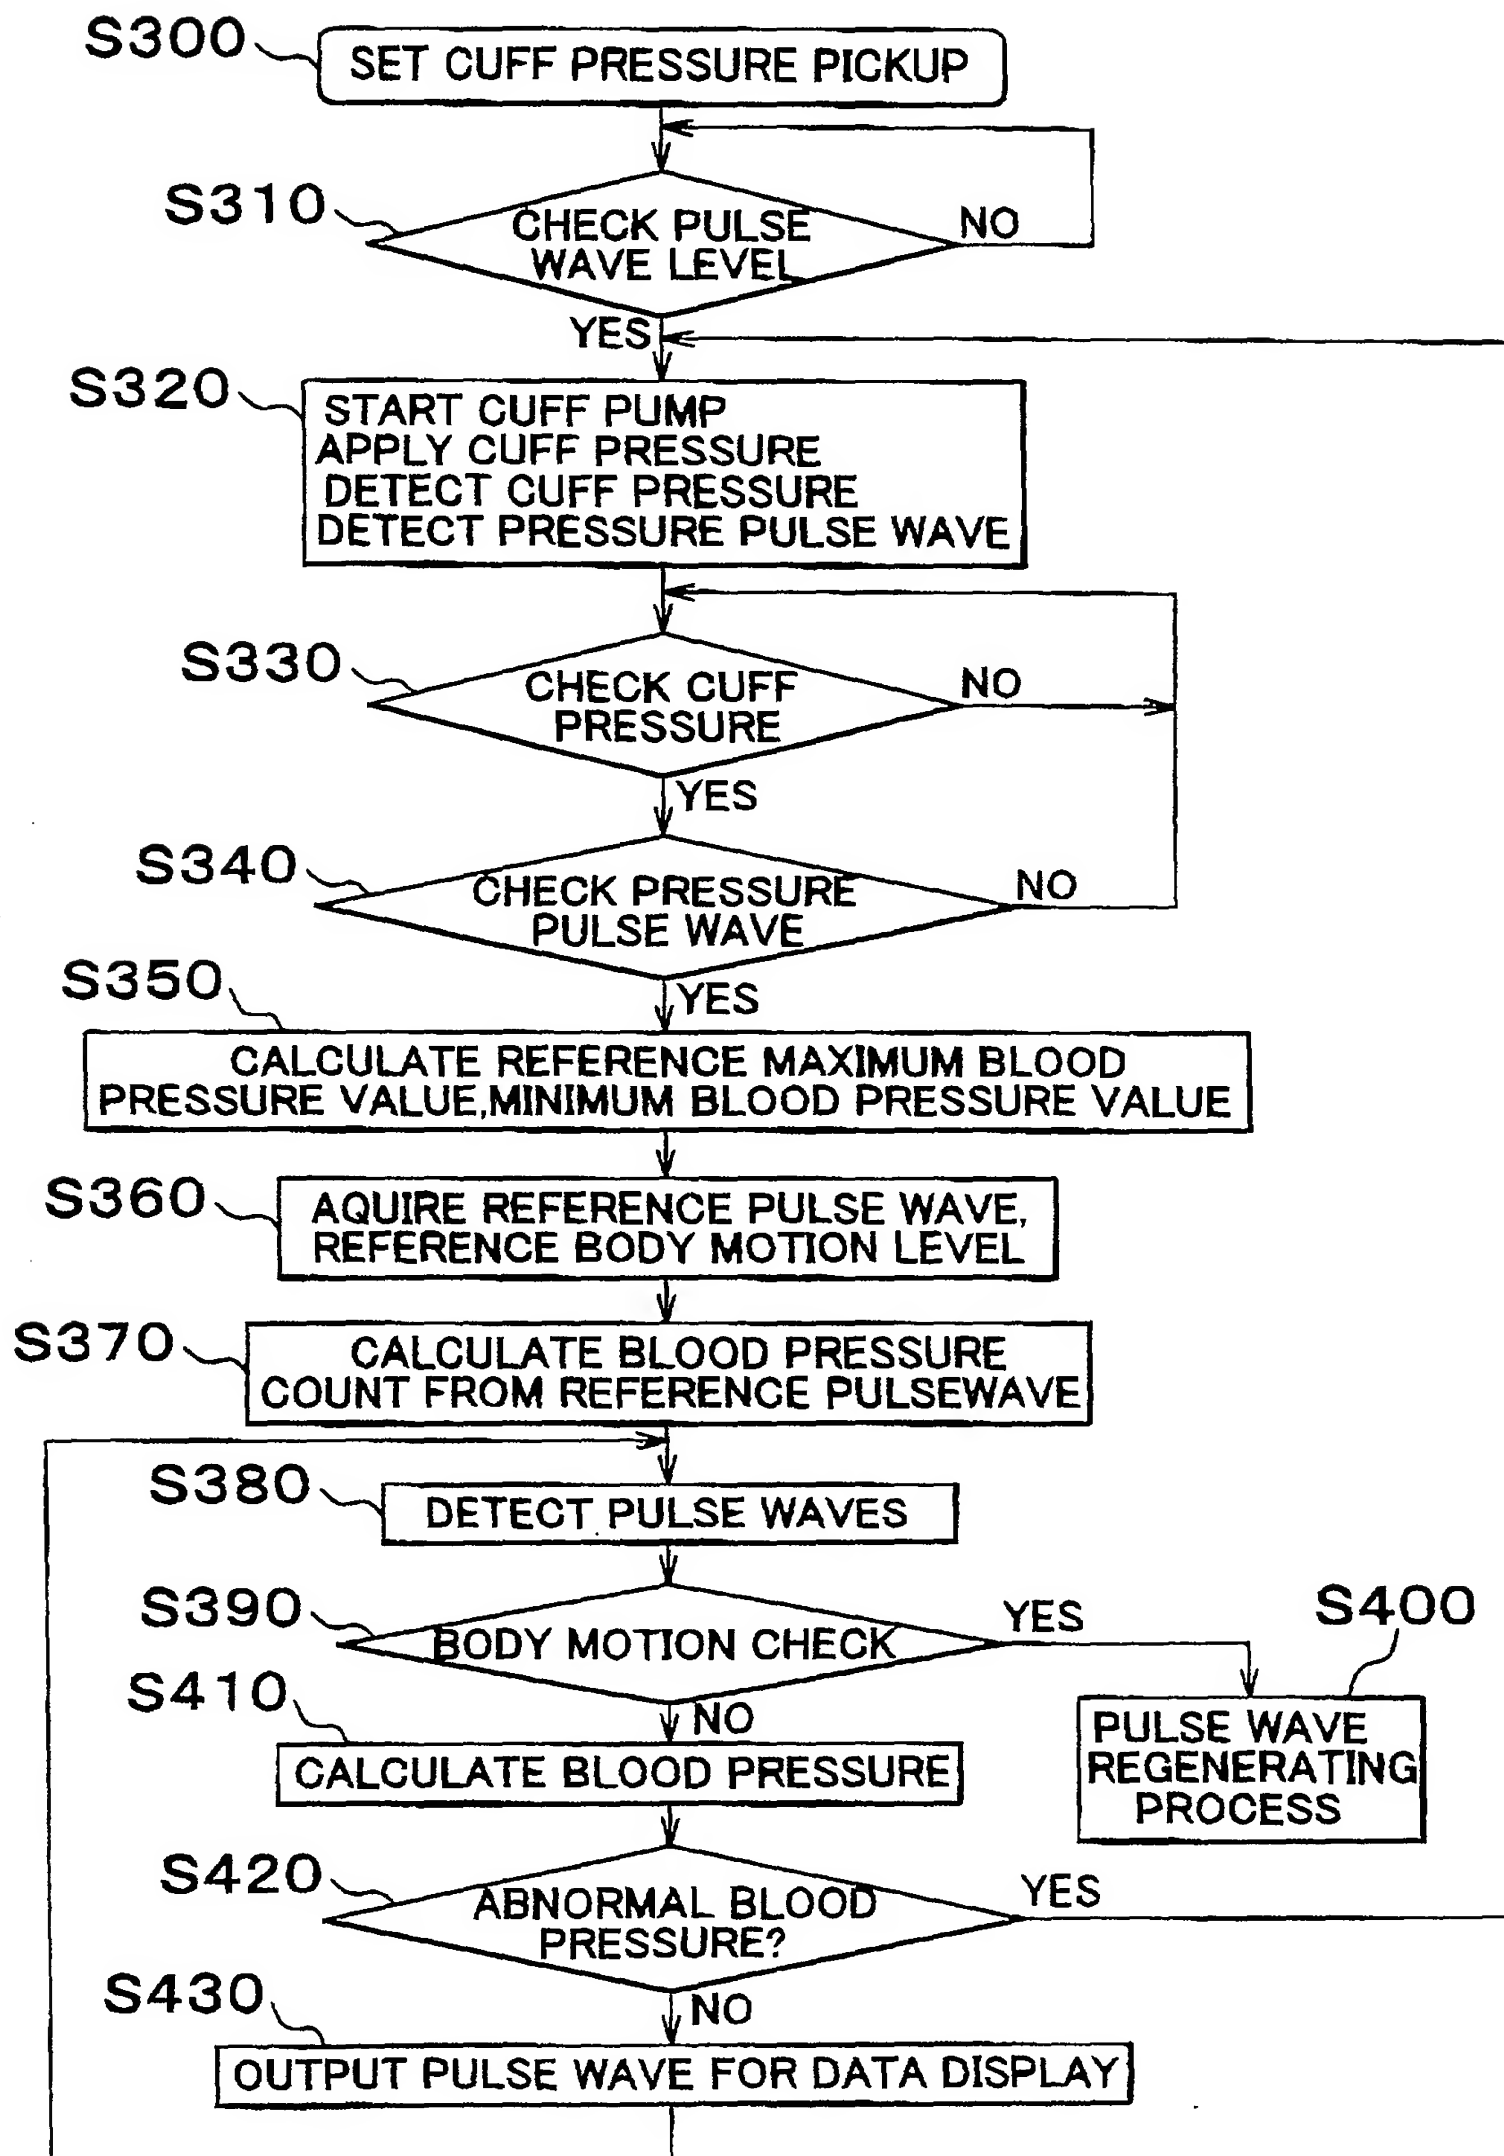 S300
SET CUFF PRESSURE PICKUP
S310
CHECK PULSE
WAVE LEVEL
NO
YES
S320
START CUFF PUMP
APPLY CUFF PRESSURE
DETECT CUFF PRESSURE
DETECT PRESSURE PULSE WAVE
S330
CHECK CUFF
PRESSURE
NO
YES
S340
CHECK PRESSURE
PULSE WAVE
NO
YES
S350
CALCULATE REFERENCE MAXIMUM BLOOD
PRESSURE VALUE,MINIMUM BLOOD PRESSURE VALUE
S360
AQUIRE REFERENCE PULSE WAVE,
REFERENCE BODY MOTION LEVEL
S370
CALCULATE BLOOD PRESSURE
COUNT FROM REFERENCE PULSEWAVE
S380
DETECT PULSE WAVES
S390
BODY MOTION CHECK
YES
S400
PULSE WAVE
REGENERATING
PROCESS
NO
S410
CALCULATE BLOOD PRESSURE
S420
ABNORMAL BLOOD
PRESSURE?
YES
NO
S430
OUTPUT PULSE WAVE FOR DATA DISPLAY